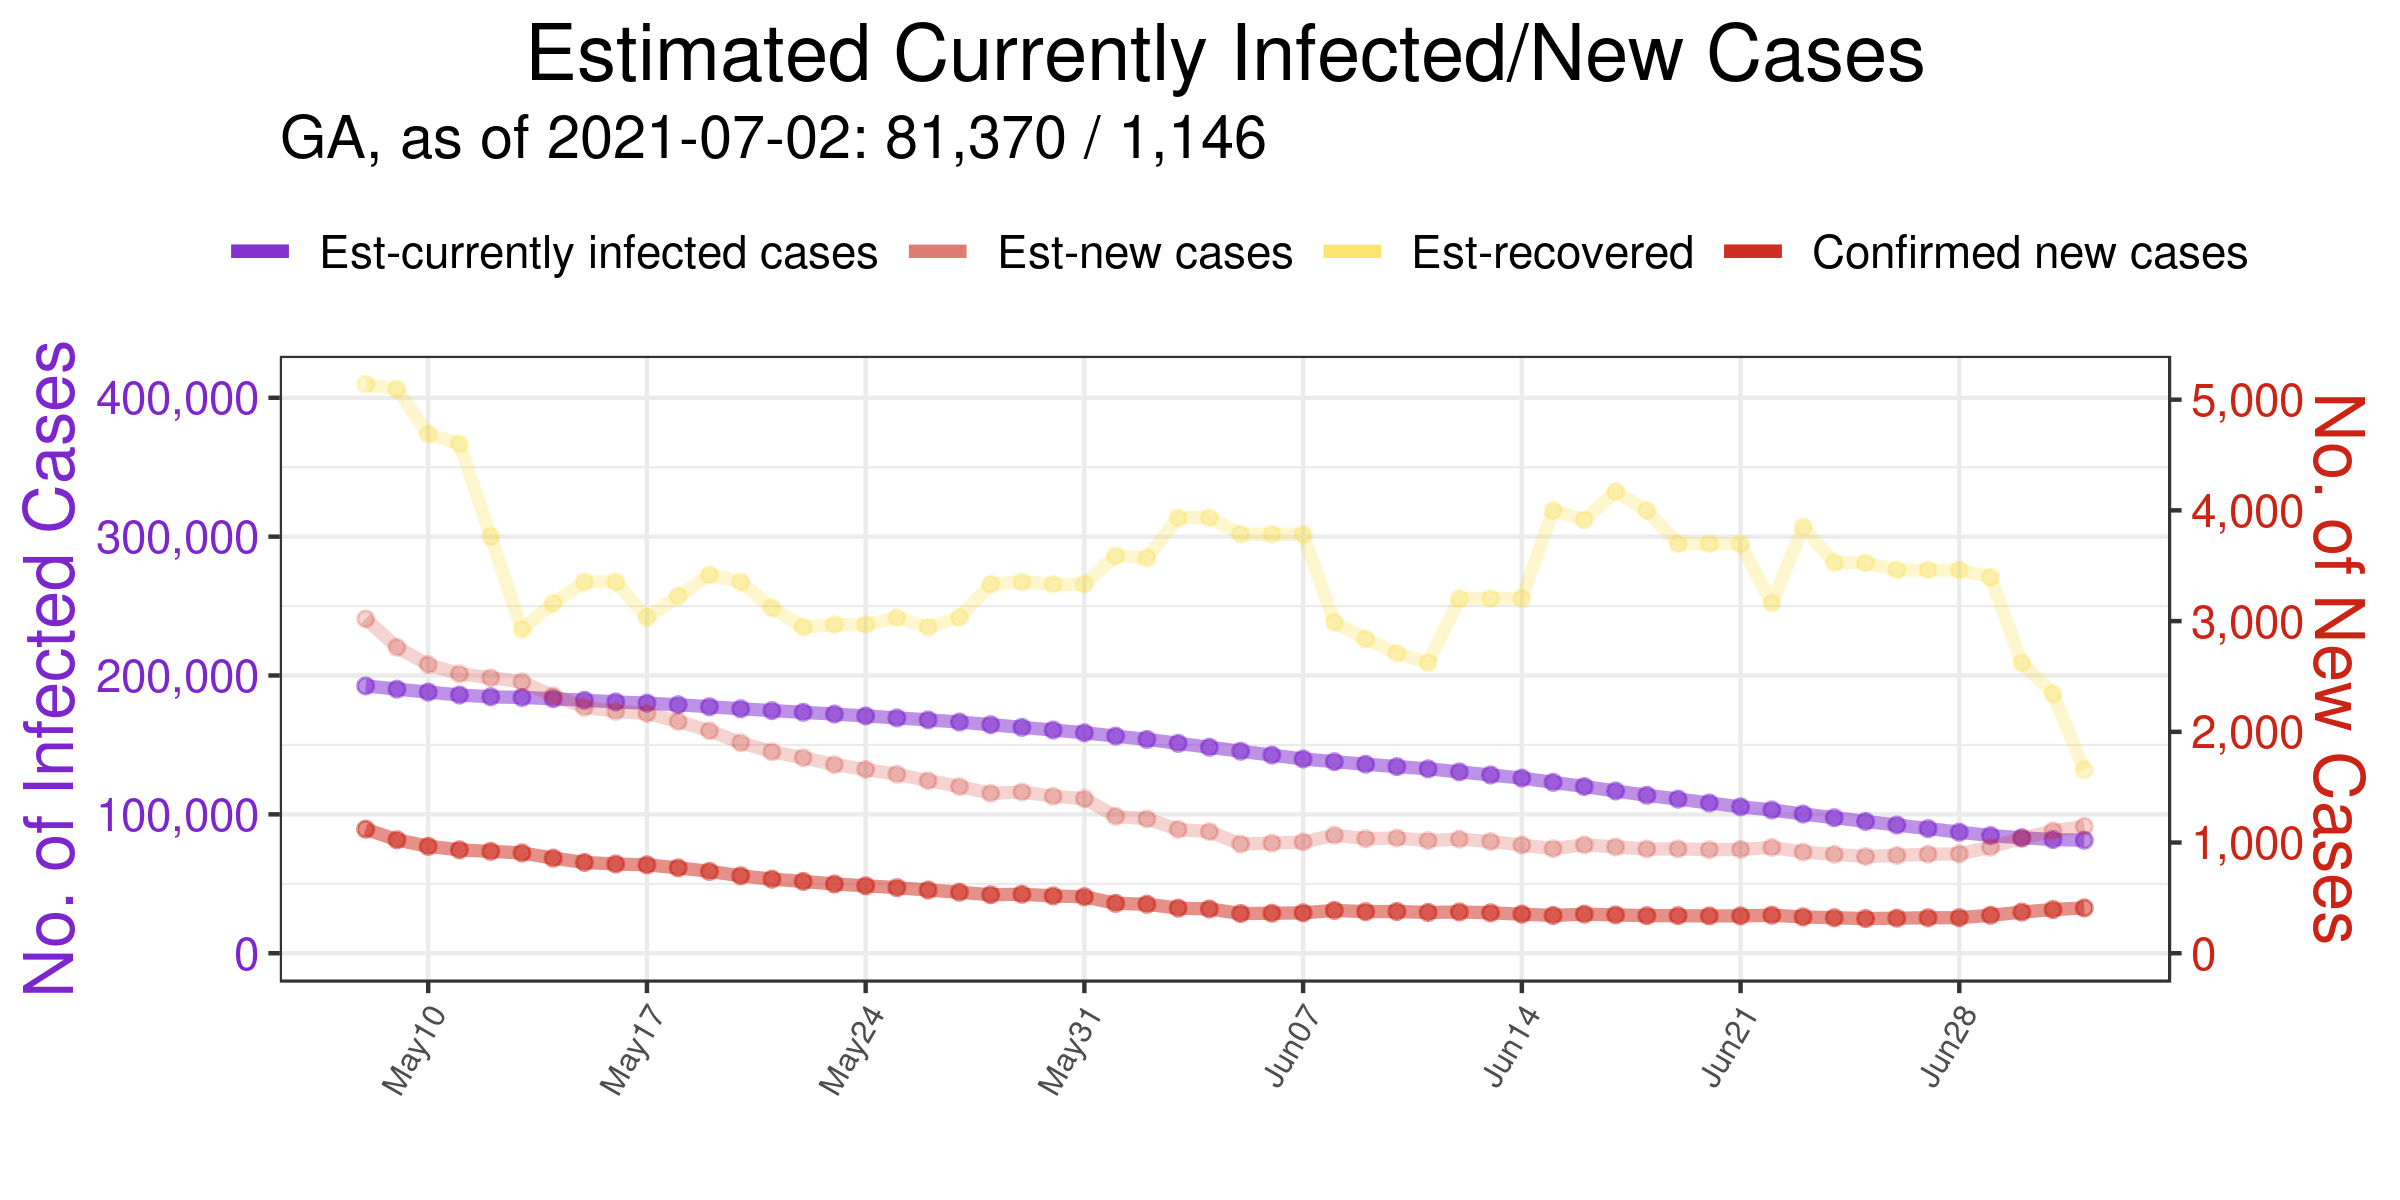 Estimated Currently Infected/New Cases
GA, as of 2021-07-02: 81,370 / 1,146
Est-currently infected cases Est-new cases Est-recovered Confirmed new cases
No. of Infected Cases
400,000
300,000
200,000
100,000
0
5,000
4,000
3,000
2,000
1,000
0
No. of New Cases
May10 May17 May24 May31 Jun07 Jun14 Jun21 Jun28